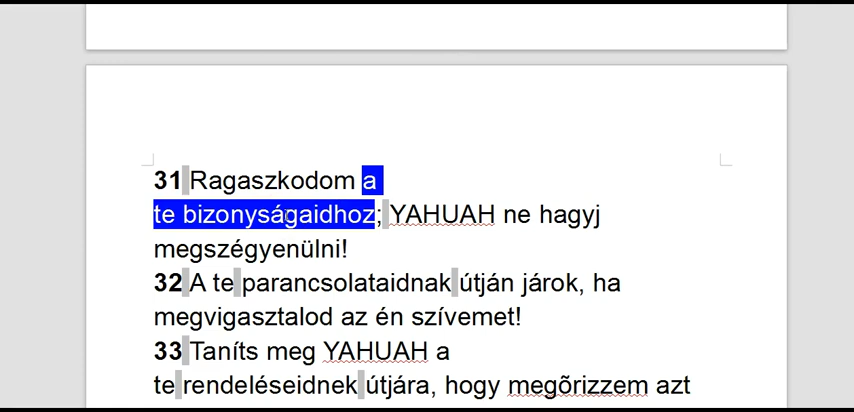 31 Ragaszkodom a
te bizonyságaidhoz; YAHUAH ne hagyj
megszégyenülni!
32 A te parancsolataidnak útján járok, ha
megvigasztalod az én szívemet!
33 Taníts meg YAHUAH a
te rendeléseidnek útjára, hogy megõrizzem azt